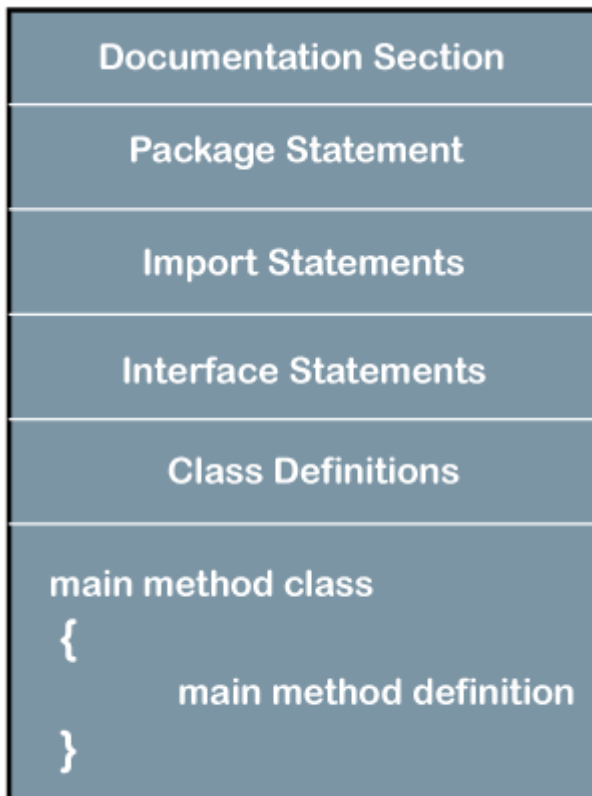 Documentation Section
Package Statement
Import Statements
Interface Statements
Class Definitions
main method class
{
main method definition
}